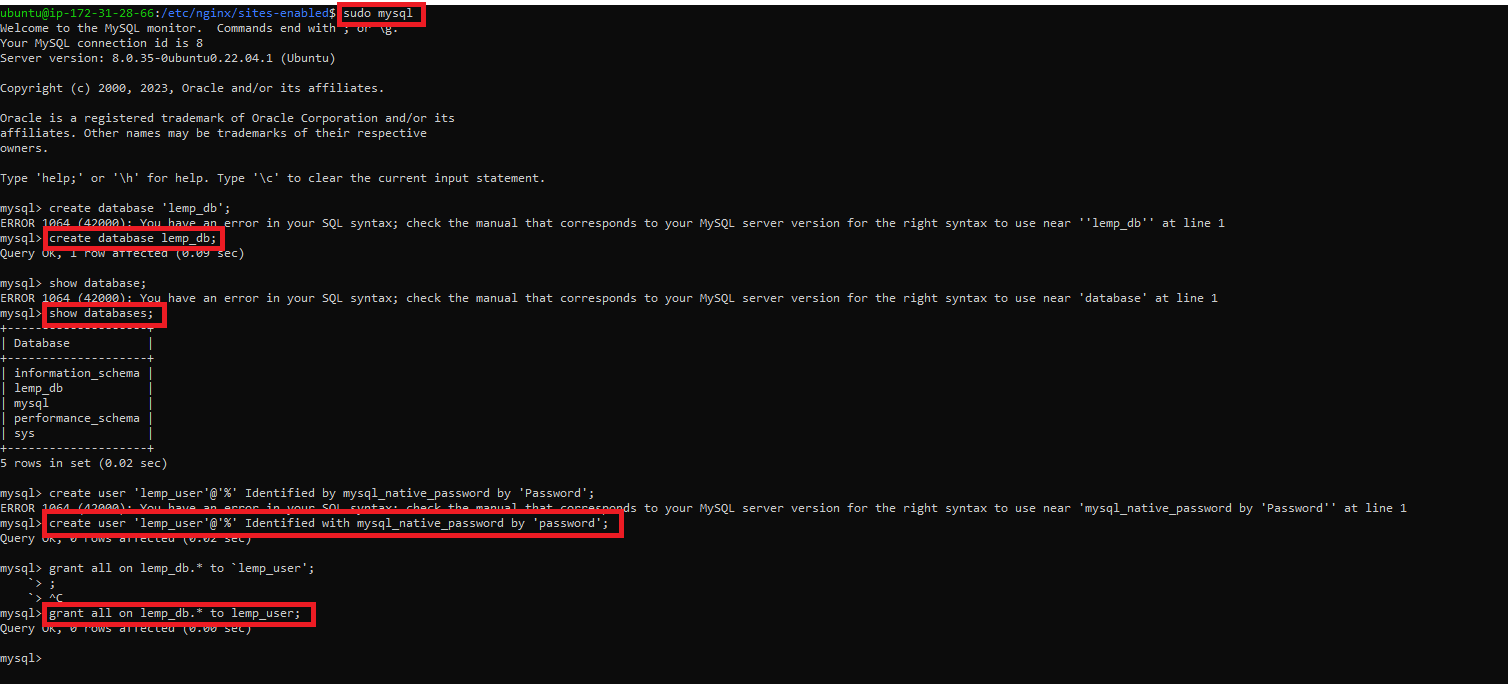 ubuntu@ip-172-31-28-66:/etc/nginx/sites-enabled$ sudo mysql
Welcome to the MySQL monitor.  Commands end with ; or \g.
Your MySQL connection id is 8
Server version: 8.0.35-0ubuntu0.22.04.1 (Ubuntu)

Copyright (c) 2000, 2023, Oracle and/or its affiliates.

Oracle is a registered trademark of Oracle Corporation and/or its
affiliates. Other names may be trademarks of their respective
owners.

Type 'help;' or '\h' for help. Type '\c' to clear the current input statement.

mysql> create database 'lemp_db';
ERROR 1064 (42000): You have an error in your SQL syntax; check the manual that corresponds to your MySQL server version for the right syntax to use near ''lemp_db'' at line 1
mysql> create database lemp_db;
Query OK, 1 row affected (0.09 sec)

mysql> show database;
ERROR 1064 (42000): You have an error in your SQL syntax; check the manual that corresponds to your MySQL server version for the right syntax to use near 'database' at line 1
mysql> show databases;
+--------------------+
| Database           |
+--------------------+
| information_schema |
| lemp_db            |
| mysql              |
| performance_schema |
| sys                |
+--------------------+
5 rows in set (0.02 sec)

mysql> create user 'lemp_user'@'%' Identified by mysql_native_password by 'Password';
ERROR 1064 (42000): You have an error in your SQL syntax; check the manual that corresponds to your MySQL server version for the right syntax to use near 'mysql_native_password by 'Password'' at line 1
mysql> create user 'lemp_user'@'%' Identified with mysql_native_password by 'password';
Query OK, 0 rows affected (0.02 sec)

mysql> grant all on lemp_db.* to `lemp_user';
    `> ;
    `> ^C
mysql> grant all on lemp_db.* to lemp_user;
Query OK, 0 rows affected (0.00 sec)

mysql>